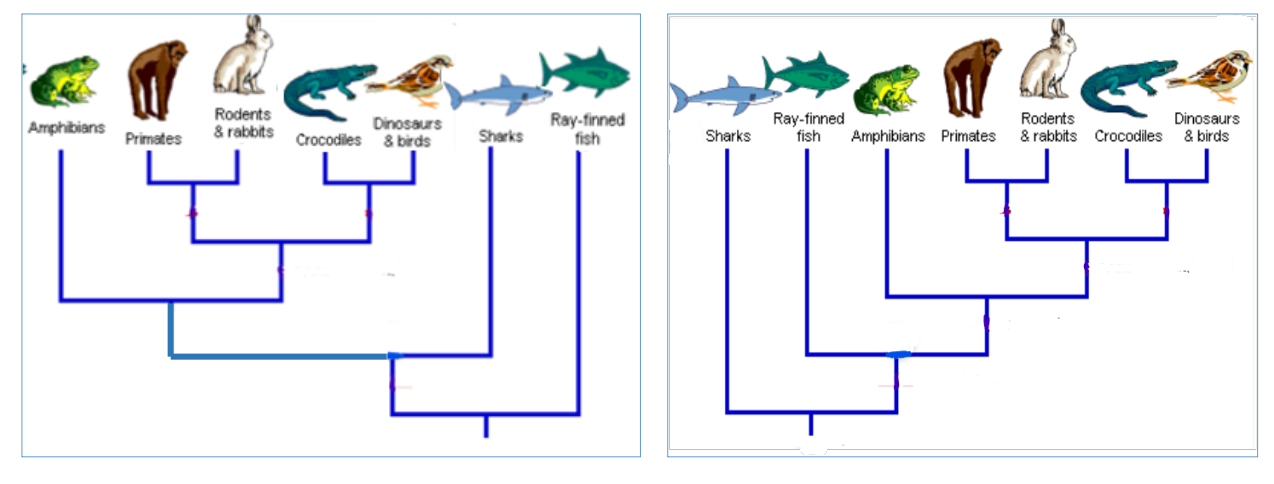 Amphibians
Primates
Rodents
& rabbits
Crocodiles
Dinosaurs
& birds
Sharks
Ray-finned
fish
Sharks
Ray-finned
fish
Amphibians
Primates
Rodents
& rabbits
Crocodiles
Dinosaurs
& birds